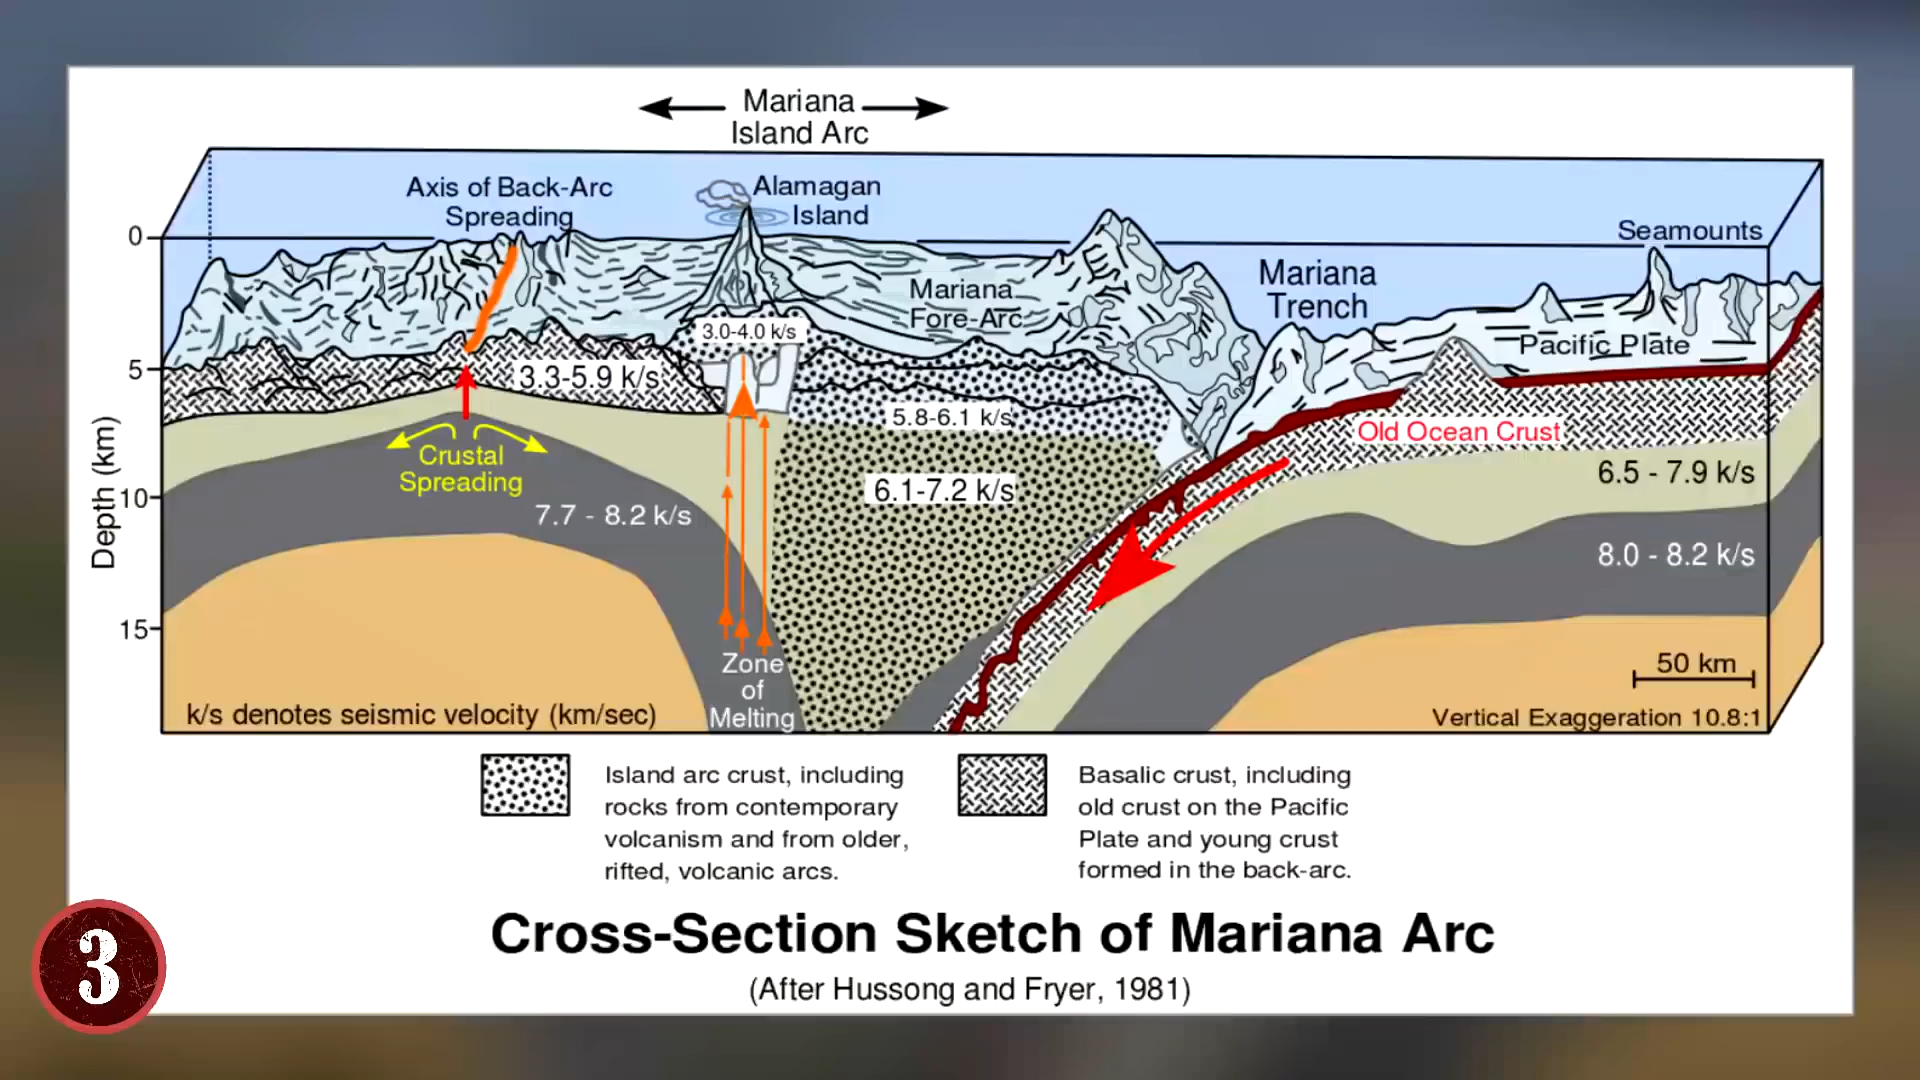 Mariana
Island Arc
Axis of Back-Arc
Spreading
Alamagan
Island
Seamounts
0
Mariana
Trench
Mariana
Fore-Arc
3.0-4.0 k/s
Pacific Plate
5
3.3-5.9 k/s
5.8-6.1 k/s
Old Ocean Crust
Crustal
Spreading
6.5 - 7.9 k/s
6.1-7.2 k/s
Depth (km)
10
7.7 - 8.2 k/s
8.0 - 8.2 k/s
15
Zone
of
Melting
50 km
k/s denotes seismic velocity (km/sec)
Vertical Exaggeration 10.8:1
Island arc crust, including
rocks from contemporary
volcanism and from older,
rifted, volcanic arcs.
Basalic crust, including
old crust on the Pacific
Plate and young crust
formed in the back-arc.
Cross-Section Sketch of Mariana Arc
(After Hussong and Fryer, 1981)
3